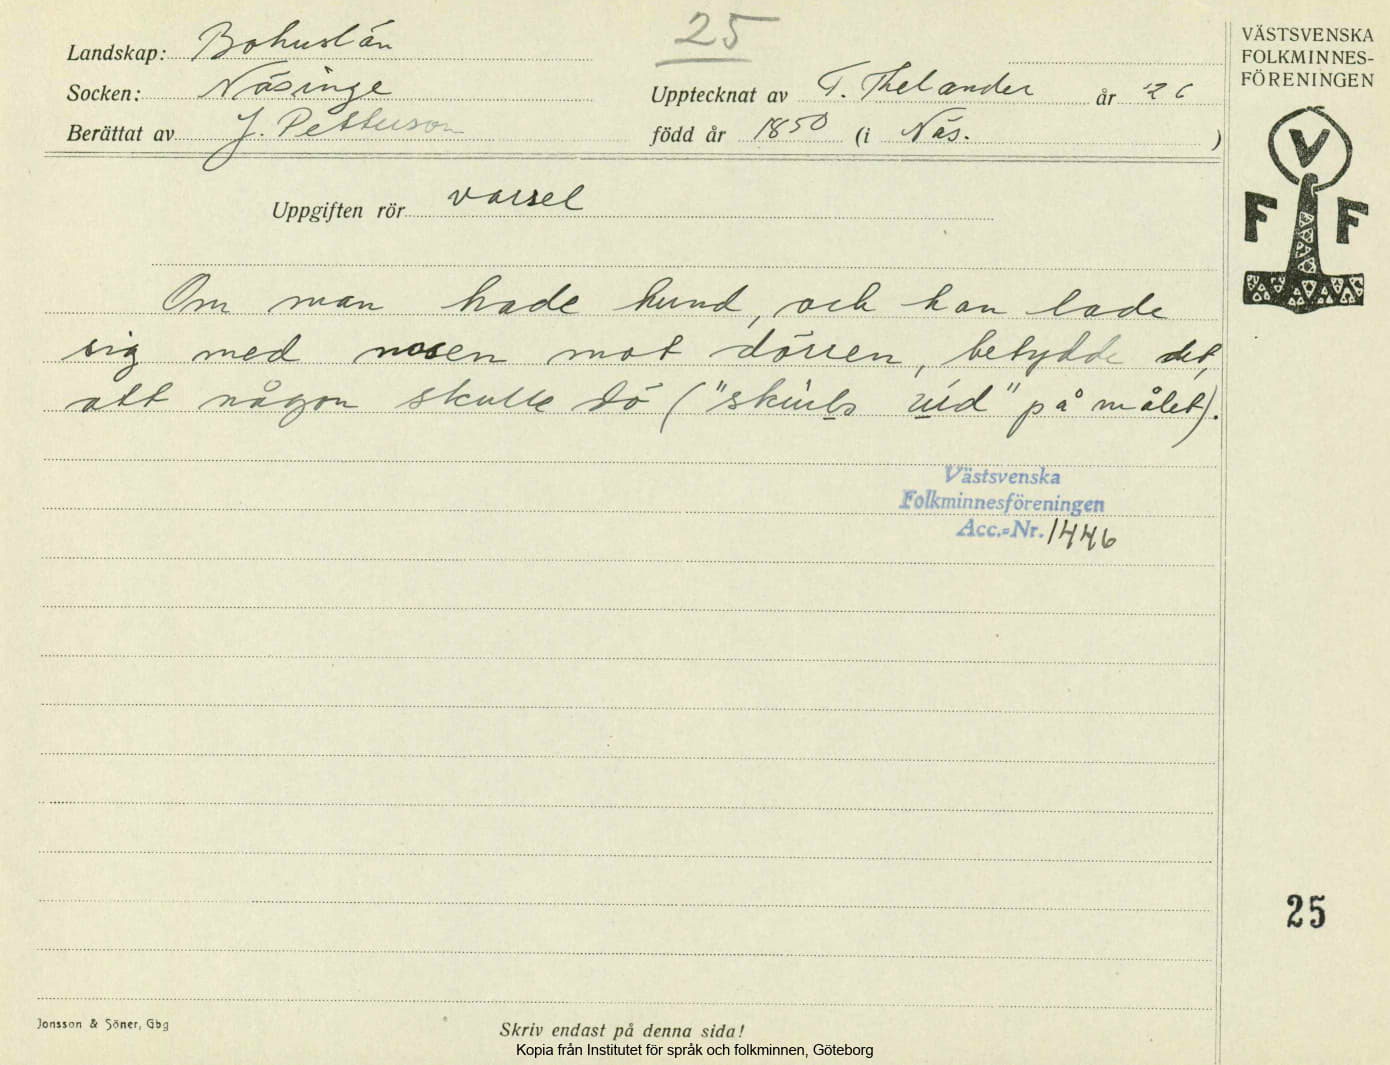 25
Landskap: Bohuslän
Socken: Näsinge
Upptecknat av T. Thelander år '26
Berättat av J. Petterson
född år 1850 (i Näs. )
Uppgiften rör varsel
Om man hade hund, och han lade
sig med nosen mot dörren, betydde det,
att någon skulle dö ( på målet).
Västsvenska
Folkminnesföreningen
Acc.-Nr. 1446
VÄSTSVENSKA
FOLKMINNES-
FÖRENINGEN
V
F F
25
Jonsson & Söner, Gbg
Skriv endast på denna sida!
Kopia från Institutet för språk och folkminnen, Göteborg